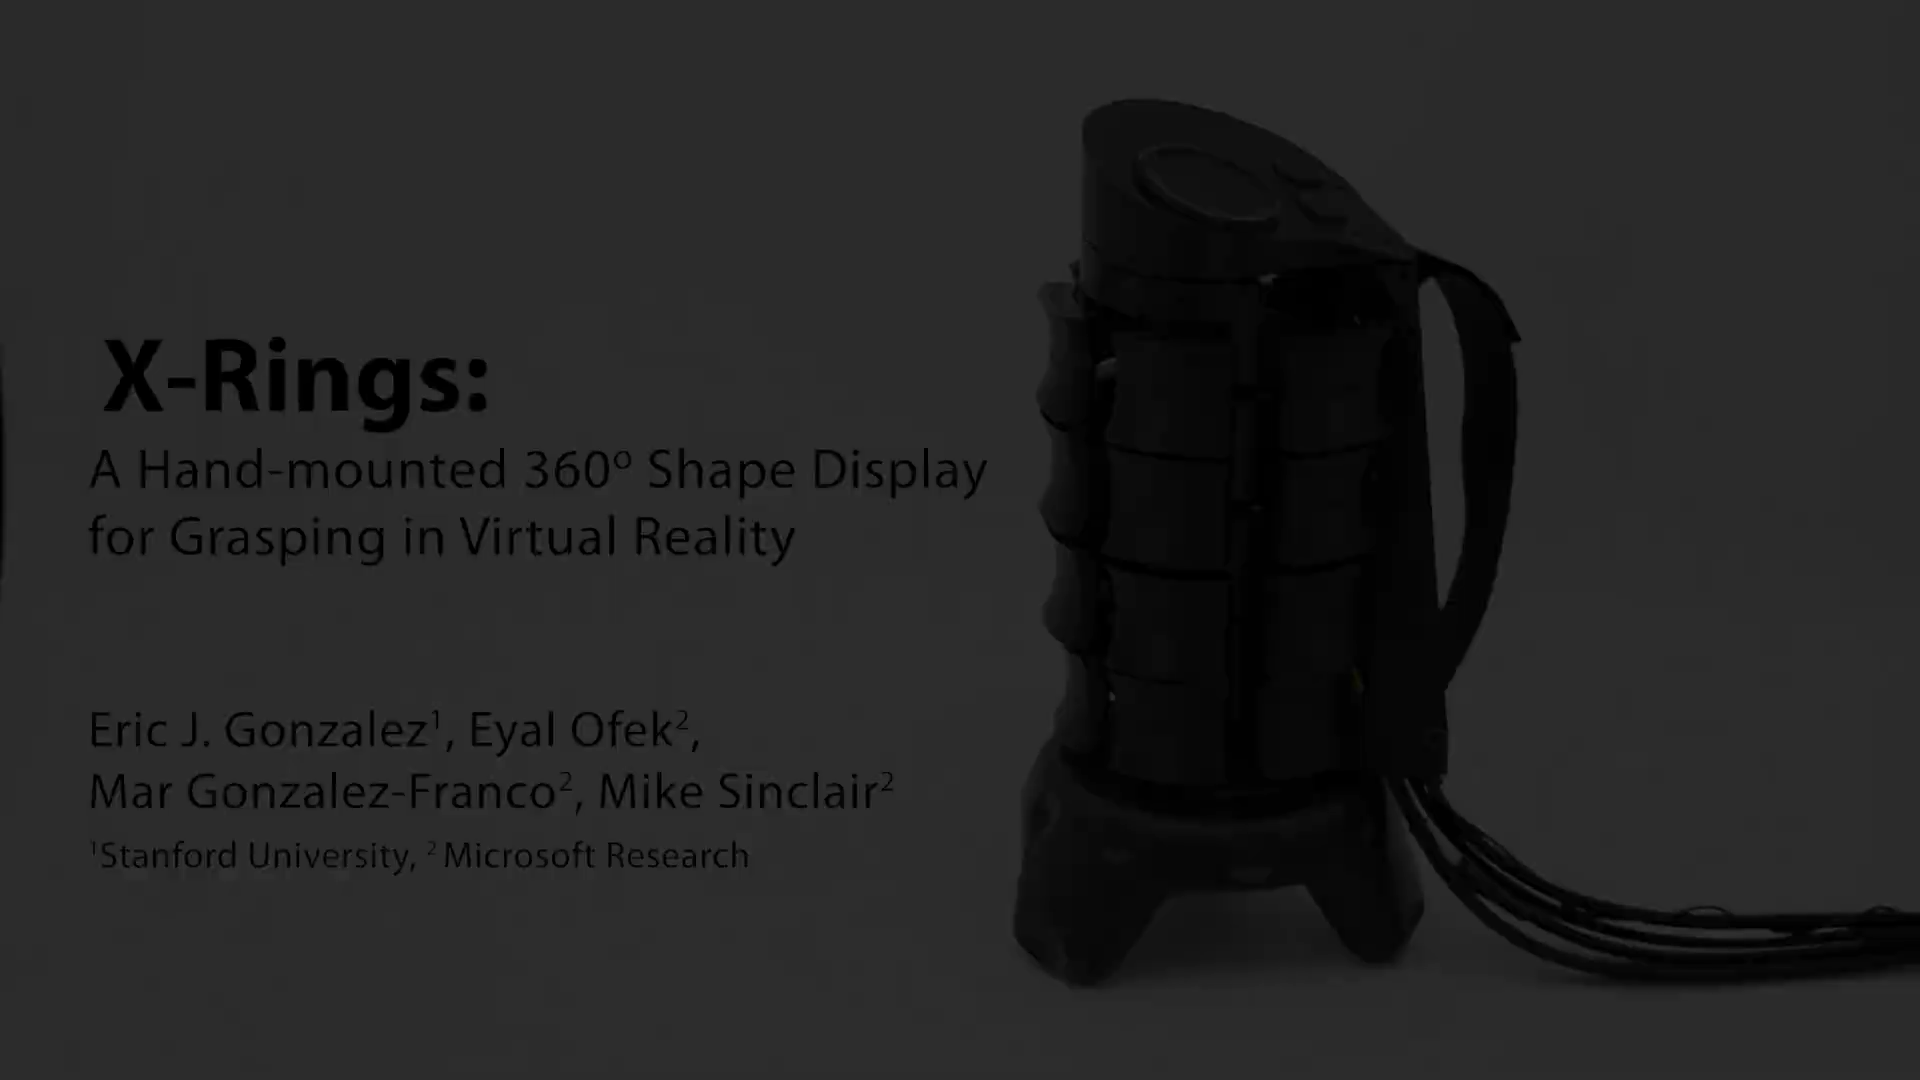 X-Rings:
A Hand-mounted 360º Shape Display
for Grasping in Virtual Reality
Eric J. Gonzalez¹, Eyal Ofek²,
Mar Gonzalez-Franco², Mike Sinclair²
¹Stanford University, ² Microsoft Research